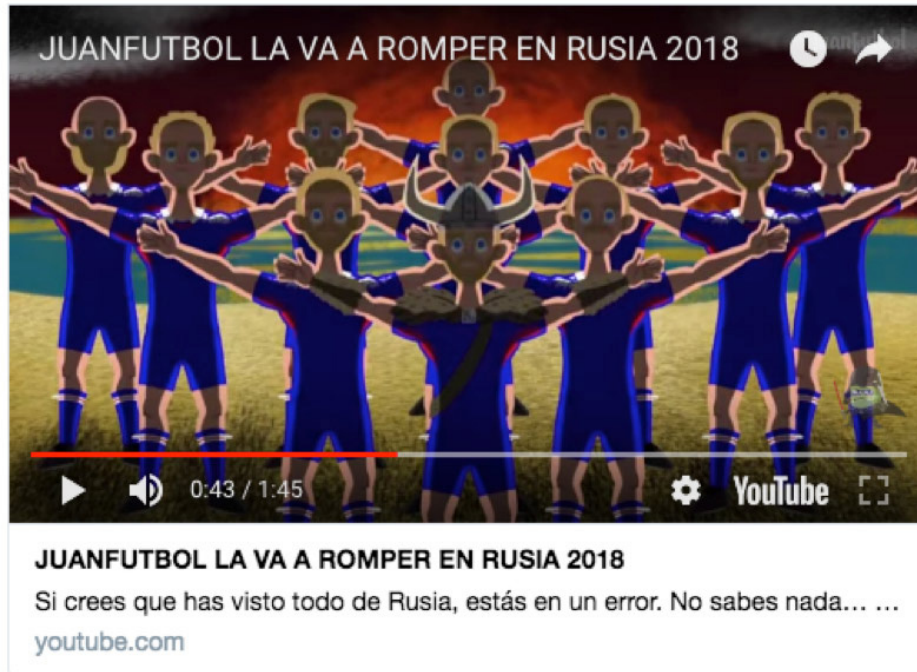 JUANFUTBOL LA VA A ROMPER EN RUSIA 2018
0:43 / 1:45
YouTube
JUANFUTBOL LA VA A ROMPER EN RUSIA 2018
Si crees que has visto todo de Rusia, estás en un error. No sabes nada... ...
youtube.com